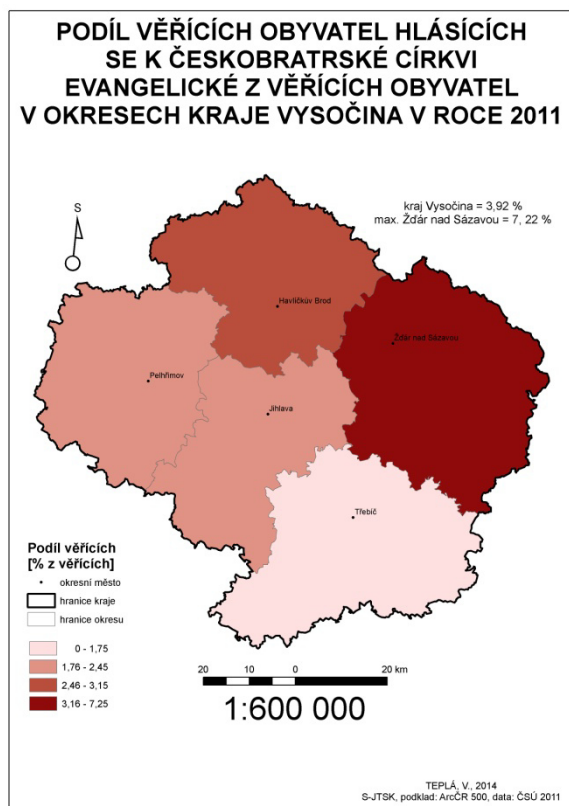 PODÍL VĚŘÍCÍCH OBYVATEL HLÁSÍCÍCH
SE K ČESKOBRATRSKÉ CÍRKVI
EVANGELICKÉ Z VĚŘÍCÍCH OBYVATEL
V OKRESECH KRAJE VYSOČINA V ROCE 2011
kraj Vysočina = 3,92 %
max. Žďár nad Sázavou = 7, 22 %
S
Havlíčkův Brod
Žďár nad Sázavou
Pelhřimov
Jihlava
Třebíč
Podíl věřících
[% z věřících]
okresní město
hranice kraje
hranice okresu
0 - 1,75
1,76 - 2,45
2,46 - 3,15
3,16 - 7,25
20 10 0 20 km
1:600 000
TEPLÁ, V., 2014
S-JTSK, podklad: ArcČR 500, data: ČSÚ 2011